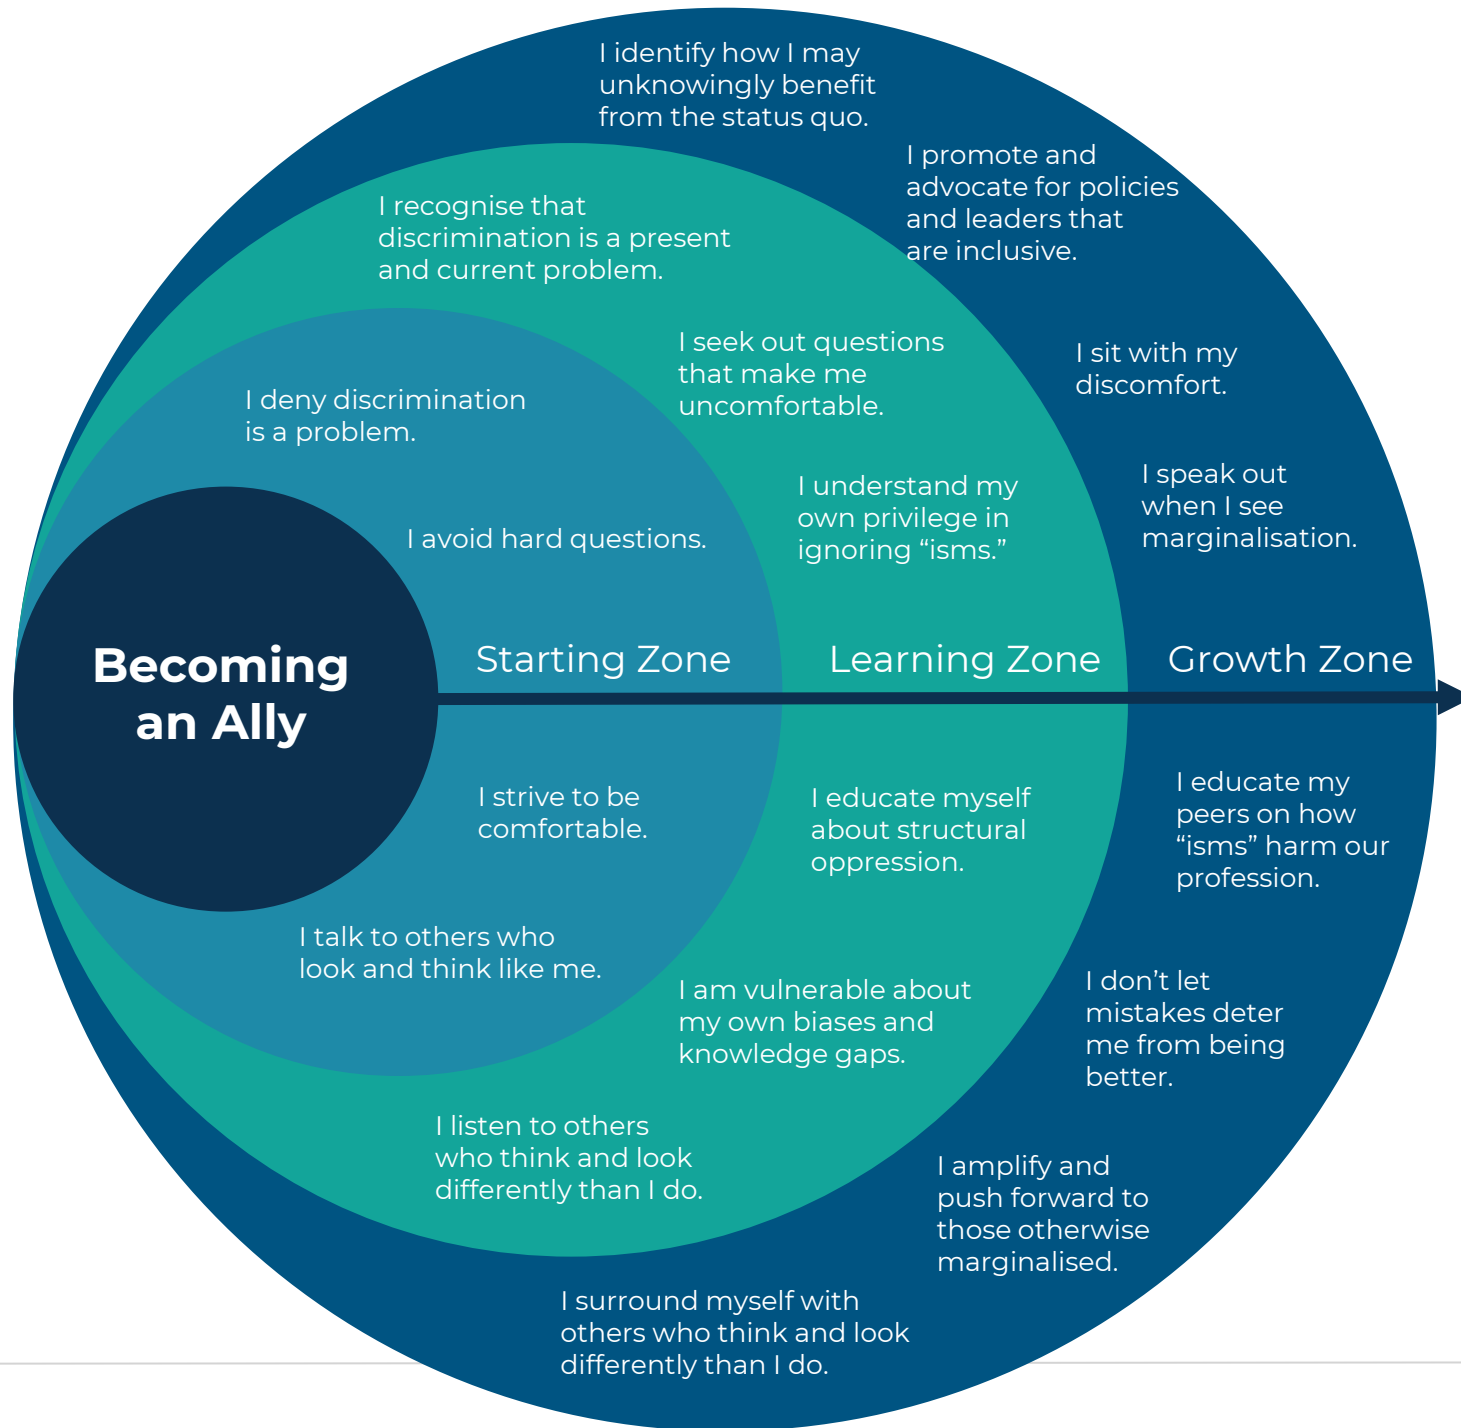 I identify how I may
unknowingly benefit
from the status quo.
I promote and
advocate for policies
and leaders that
are inclusive.
I recognise that
discrimination is a present
and current problem.
I seek out questions
that make me
uncomfortable.
I sit with my
discomfort.
I deny discrimination
is a problem.
I understand my
own privilege in
ignoring “isms.”
I speak out
when I see
marginalisation.
I avoid hard questions.
Becoming
an Ally
Starting Zone
Learning Zone
Growth Zone
I strive to be
comfortable.
I educate myself
about structural
oppression.
I educate my
peers on how
“isms” harm our
profession.
I talk to others who
look and think like me.
I am vulnerable about
my own biases and
knowledge gaps.
I don’t let
mistakes deter
me from being
better.
I listen to others
who think and look
differently than I do.
I amplify and
push forward to
those otherwise
marginalised.
I surround myself with
others who think and look
differently than I do.